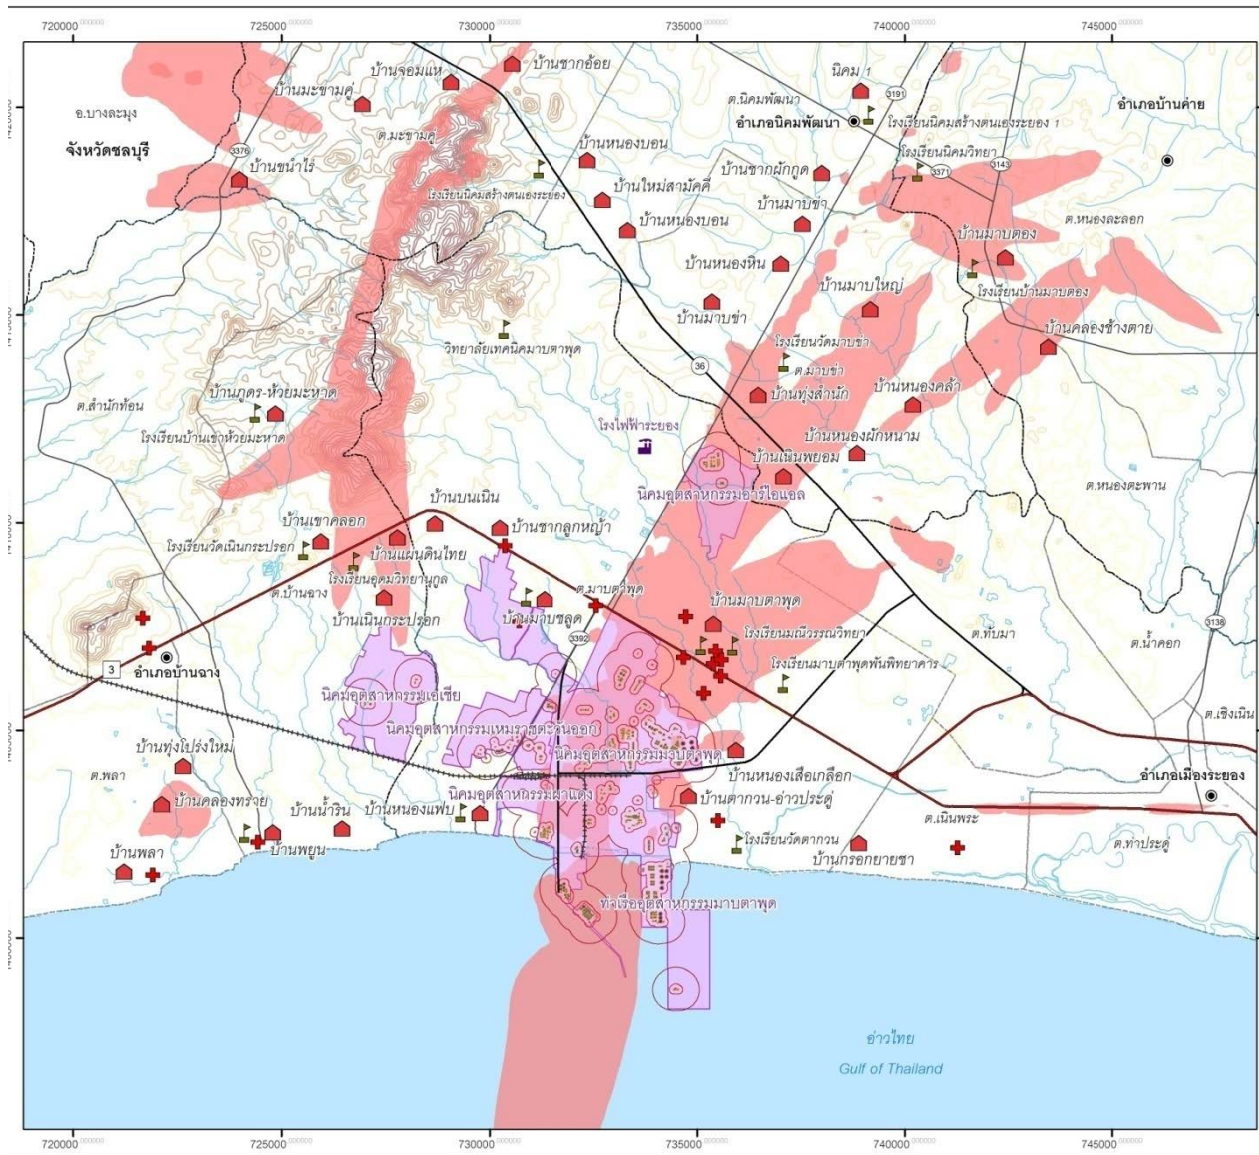 720000.000000 725000.000000 730000.000000 735000.000000 740000.000000 745000.000000
บ้านซากอ้อย
บ้านจอมแห
บ้านมะขามคู่
นิคม 1
ต.นิคมพัฒนา
3191
อำเภอบ้านค่าย
อ.บางละมุง
อำเภอนิคมพัฒนา
โรงเรียนนิคมสร้างตนเองระยอง 1
ต.มะขามคู่
จังหวัดชลบุรี
3376
บ้านหนองบอน
โรงเรียนนิคมวิทยา
3143
3371
บ้านขนำไร่
บ้านซากผักกูด
โรงเรียนนิคมสร้างตนเองระยอง
บ้านใหม่สามัคคี
บ้านมาบข่า
บ้านหนองบอน
ต.หนองละลอก
บ้านมาบตอง
บ้านหนองหิน
บ้านมาบใหญ่
โรงเรียนบ้านมาบตอง
บ้านมาบข่า
บ้านคลองช้างตาย
โรงเรียนวัดมาบข่า
วิทยาลัยเทคนิคมาบตาพุด
36
ต.มาบข่า
บ้านภูดร-ห้วยมะหาด
บ้านหนองคล้า
บ้านทุ่งสำนัก
ต.สำนักท้อน
โรงเรียนบ้านเขาห้วยมะหาด
โรงไฟฟ้าระยอง
บ้านหนองผักหนาม
บ้านเนินพยอม
ต.หนองตะพาน
นิคมอุตสาหกรรมอาร์ไอแอล
บ้านบนเนิน
บ้านเขาคลอก
บ้านซากลูกหญ้า
โรงเรียนวัดเนินกระปรอก
บ้านแผ่นดินไทย
โรงเรียนอุดมวิทยานุกูล
ต.บ้านฉาง
ต.มาบตาพุด
บ้านเนินกระปรอก
บ้านมาบชลูด
บ้านมาบตาพุด
3392
โรงเรียนมณีวรรณวิทยา
ต.ทับมา
3138
ต.น้ำคอก
3
อำเภอบ้านฉาง
โรงเรียนมาบตาพุดพันพิทยาคาร
นิคมอุตสาหกรรมเอเซีย
ต.เชิงเนิน
นิคมอุตสาหกรรมเหมราชตะวันออก
บ้านทุ่งโปร่งใหม่
นิคมอุตสาหกรรมมาบตาพุด
ต.พลา
บ้านหนองเสือเกลือก
อำเภอเมืองระยอง
นิคมอุตสาหกรรมผาแดง
บ้านคลองทราย
บ้านน้ำริน
บ้านหนองแฟบ
บ้านตากวน-อ่าวประดู่
ต.เนินพระ
โรงเรียนวัดตากวน
ต.ท่าประดู่
บ้านพลา
บ้านพยูน
บ้านกรอกยายชา
ท่าเรืออุตสาหกรรมมาบตาพุด
อ่าวไทย
Gulf of Thailand
720000.000000 725000.000000 730000.000000 735000.000000 740000.000000 745000.000000